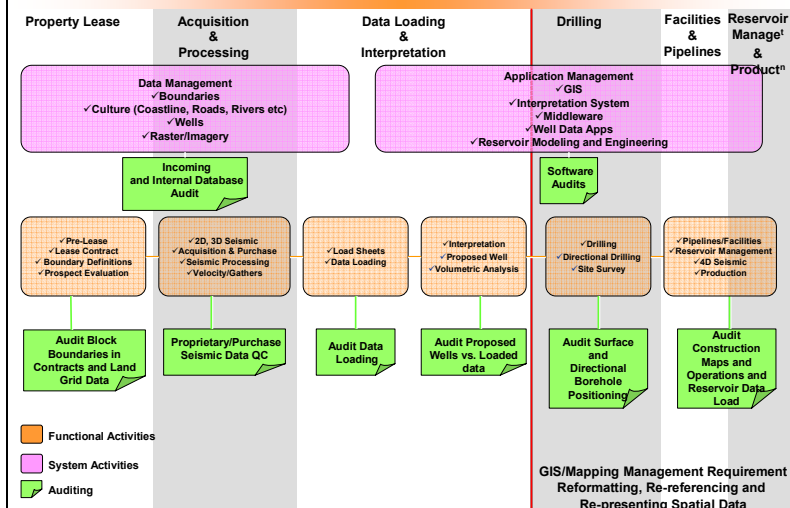 Property Lease
Acquisition
&
Processing
Data Loading
&
Interpretation
Drilling
Facilities
&
Pipelines
Reservoir
Manageᵗ
&
Productⁿ
Data Management
✓Boundaries
✓Culture (Coastline, Roads, Rivers etc)
✓Wells
✓Raster/Imagery
Application Management
✓GIS
✓Interpretation System
✓Middleware
✓Well Data Apps
✓Reservoir Modeling and Engineering
Incoming
and Internal Database
Audit
Software
Audits
✓Pre-Lease
✓Lease Contract
✓Boundary Definitions
✓Prospect Evaluation
✓2D, 3D Seismic
✓Acquisition & Purchase
✓Seismic Processing
✓Velocity/Gathers
✓Load Sheets
✓Data Loading
✓Interpretation
✓Proposed Well
✓Volumetric Analysis
✓Drilling
✓Directional Drilling
✓Site Survey
✓Pipelines/Facilities
✓Reservoir Management
✓4D Seismic
✓Production
Audit Block
Boundaries in
Contracts and Land
Grid Data
Proprietary/Purchase
Seismic Data QC
Audit Data
Loading
Audit Proposed
Wells vs. Loaded
data
Audit Surface
and
Directional
Borehole
Positioning
Audit
Construction
Maps and
Operations and
Reservoir Data
Load
Functional Activities
System Activities
Auditing
GIS/Mapping Management Requirement
Reformatting, Re-referencing and
Re-presenting Spatial Data